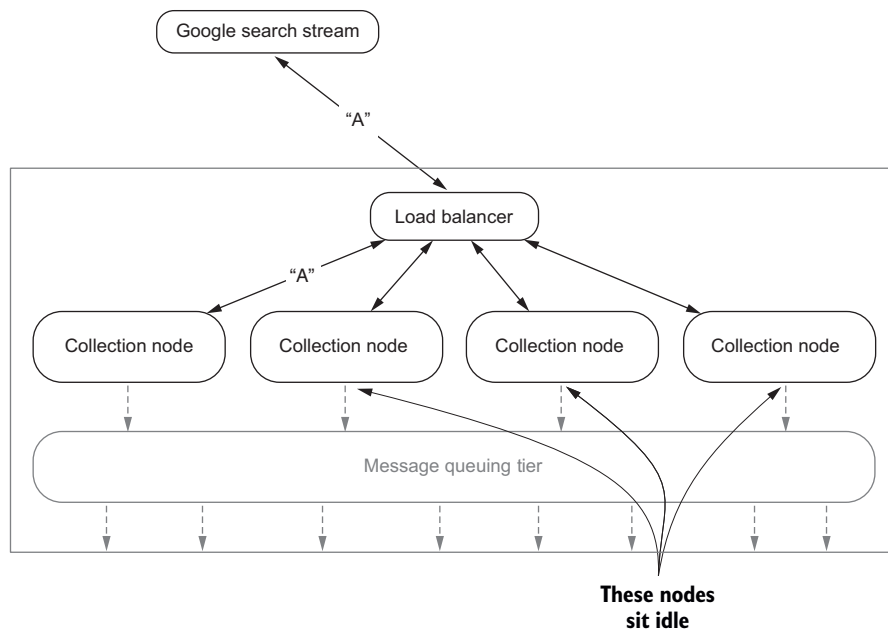 Google search stream
“A”
Load balancer
“A”
Collection node
Collection node
Collection node
Collection node
Message queuing tier
These nodes
sit idle